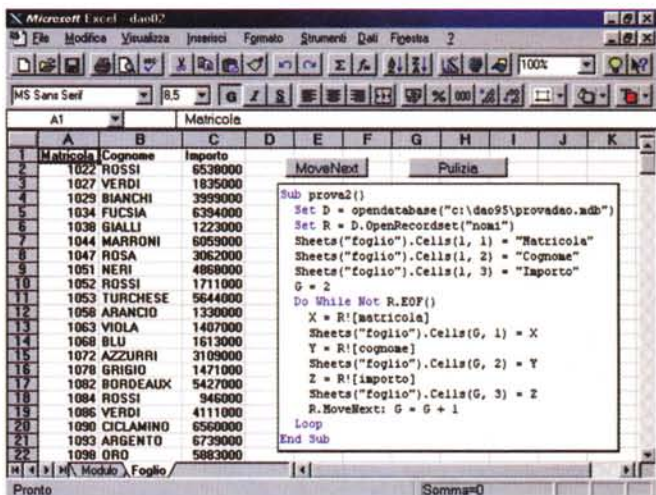 Microsoft Excel - dao02
File Modifica Visualizza Inserisci Formato Strumenti Dati Finestra ?
100%
MS Sans Serif 8,5 G I S
A1 Matricola
A B C D E F G H I J K
1 Matricola Cognome Importo
2 1022 ROSSI 6538000
3 1027 VERDI 1835000
4 1029 BIANCHI 3999000
5 1034 FUCSIA 6394000
6 1038 GIALLI 1223000
7 1044 MARRONI 6059000
8 1047 ROSA 3062000
9 1051 NERI 4868000
10 1052 ROSSI 1711000
11 1053 TURCHESE 5644000
12 1056 ARANCIO 1330000
13 1063 VIOLA 1407000
14 1068 BLU 1613000
15 1072 AZZURRI 3109000
16 1078 GRIGIO 1471000
17 1082 BORDEAUX 5427000
18 1084 ROSSI 946000
19 1086 VERDI 4111000
20 1090 CICLAMINO 6560000
21 1093 ARGENTO 6739000
22 1098 ORO 5883000
MoveNext Pulizia
Sub prova2()
Set D = opendatabase("c:\dao95\provadao.mdb")
Set R = D.OpenRecordset("nomi")
Sheets("foglio").Cells(1, 1) = "Matricola"
Sheets("foglio").Cells(1, 2) = "Cognome"
Sheets("foglio").Cells(1, 3) = "Importo"
G = 2
Do While Not R.EOF()
X = R![matricola]
Sheets("foglio").Cells(G, 1) = X
Y = R![cognome]
Sheets("foglio").Cells(G, 2) = Y
Z = R![importo]
Sheets("foglio").Cells(G, 3) = Z
R.MoveNext: G = G + 1
Loop
End Sub
Modulo Foglio
Pronto Somma=0